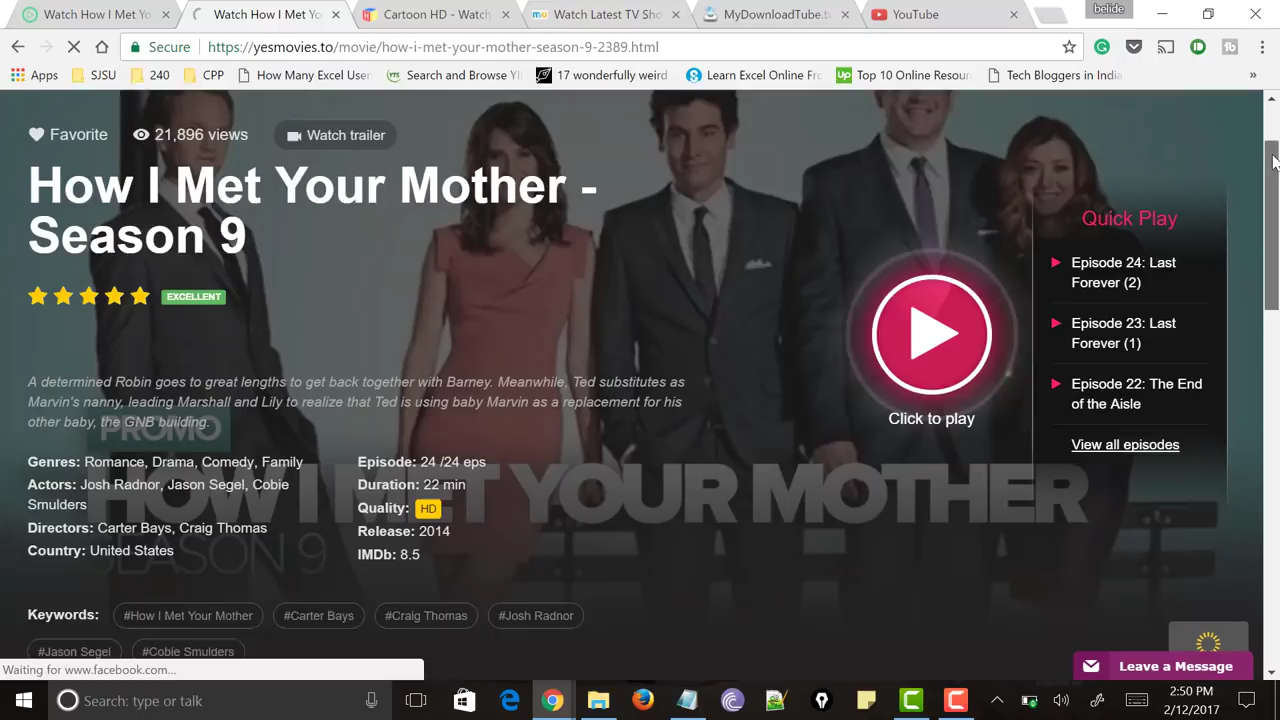 Watch How I Met Yo
Watch How I Met Yo
Cartoon HD - Watch
Watch Latest TV Sho
MyDownloadTube.ts
YouTube
belide
Secure
https://yesmovies.to/movie/how-i-met-your-mother-season-9-2389.html
Apps
SJSU
240
CPP
How Many Excel User
Search and Browse YI
17 wonderfully weird
Learn Excel Online Fr
Up Top 10 Online Resour
Tech Bloggers in India
»
Favorite
21,896 views
Watch trailer
How I Met Your Mother -
Season 9
EXCELLENT
A determined Robin goes to great lengths to get back together with Barney. Meanwhile, Ted substitutes as
Marvin's nanny, leading Marshall and Lily to realize that Ted is using baby Marvin as a replacement for his
other baby, the GNB building.
PROMO
HOW I MET YOUR MOTHER
SEASON 9
Genres: Romance, Drama, Comedy, Family
Actors: Josh Radnor, Jason Segel, Cobie
Smulders
Directors: Carter Bays, Craig Thomas
Country: United States
Episode: 24 /24 eps
Duration: 22 min
Quality: HD
Release: 2014
IMDb: 8.5
Click to play
Quick Play
Episode 24: Last
Forever (2)
Episode 23: Last
Forever (1)
Episode 22: The End
of the Aisle
View all episodes
Keywords:
#How I Met Your Mother
#Carter Bays
#Craig Thomas
#Josh Radnor
#Jason Segel
#Cobie Smulders
Waiting for www.facebook.com...
Leave a Message
Search: type or talk
2:50 PM
2/12/2017